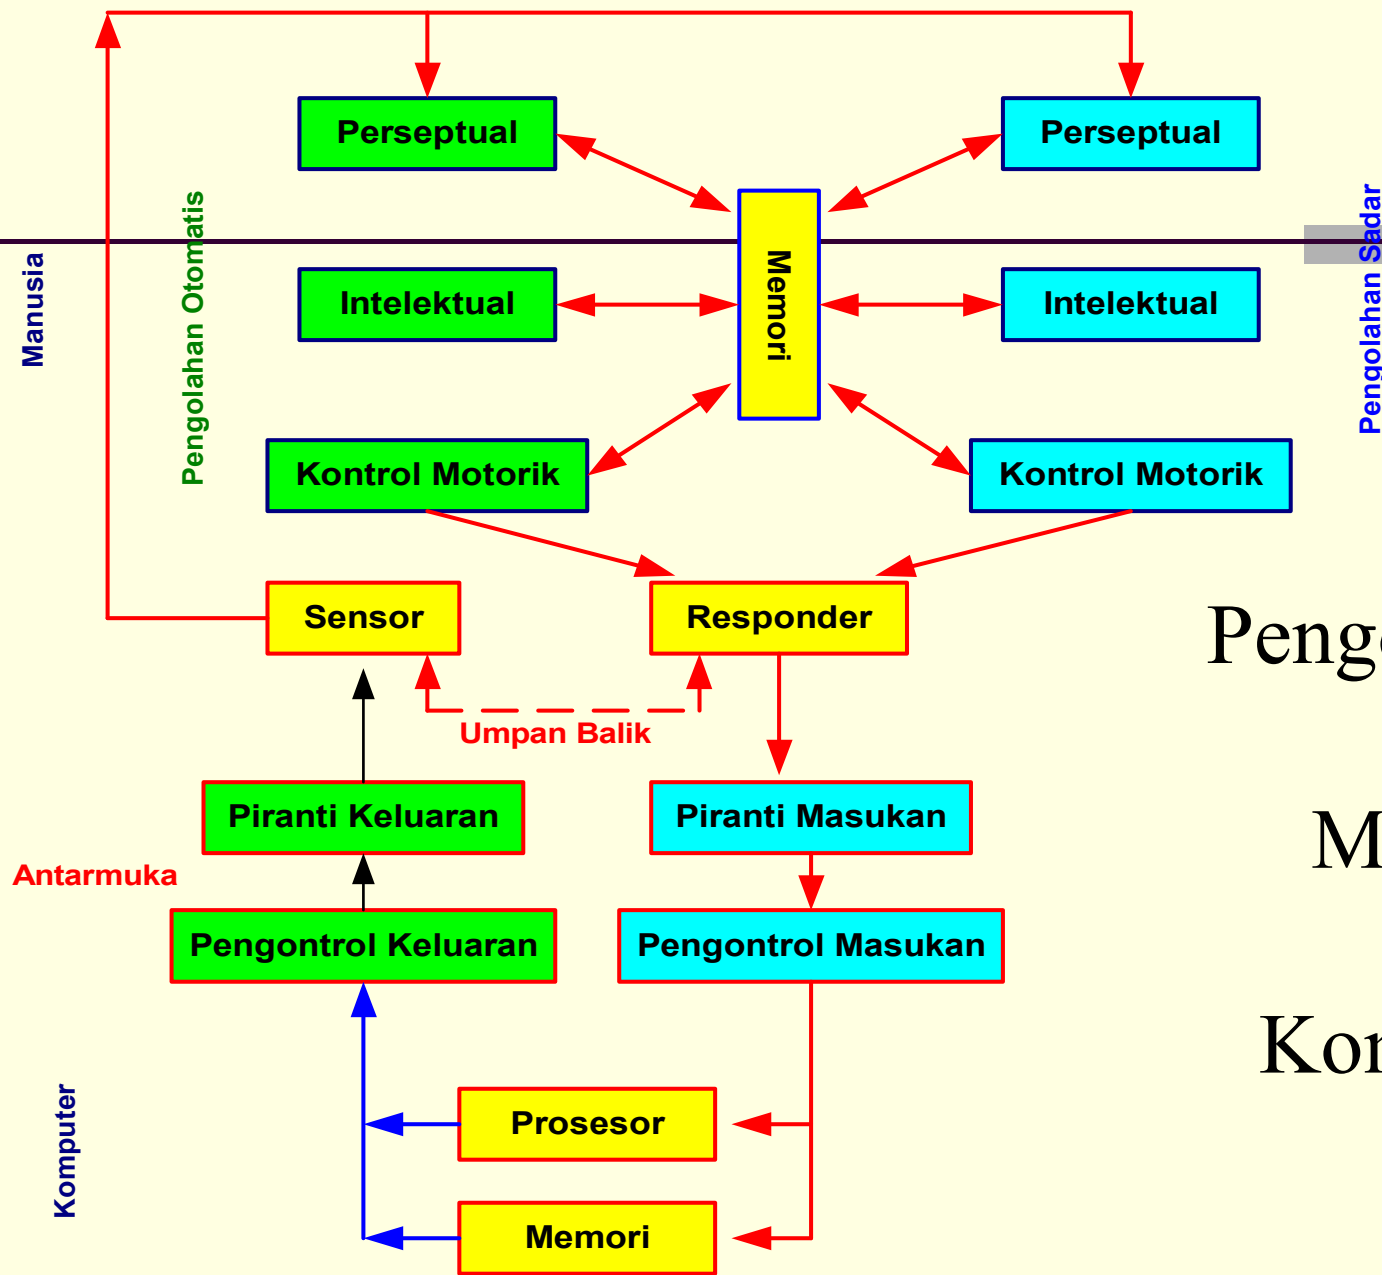 Perseptual
Perseptual
Manusia
Pengolahan Otomatis
Memori
Pengolahan Sadar
Intelektual
Intelektual
Kontrol Motorik
Kontrol Motorik
Sensor
Responder
Umpan Balik
Piranti Keluaran
Piranti Masukan
Antarmuka
Pengontrol Keluaran
Pengontrol Masukan
Komputer
Prosesor
Memori